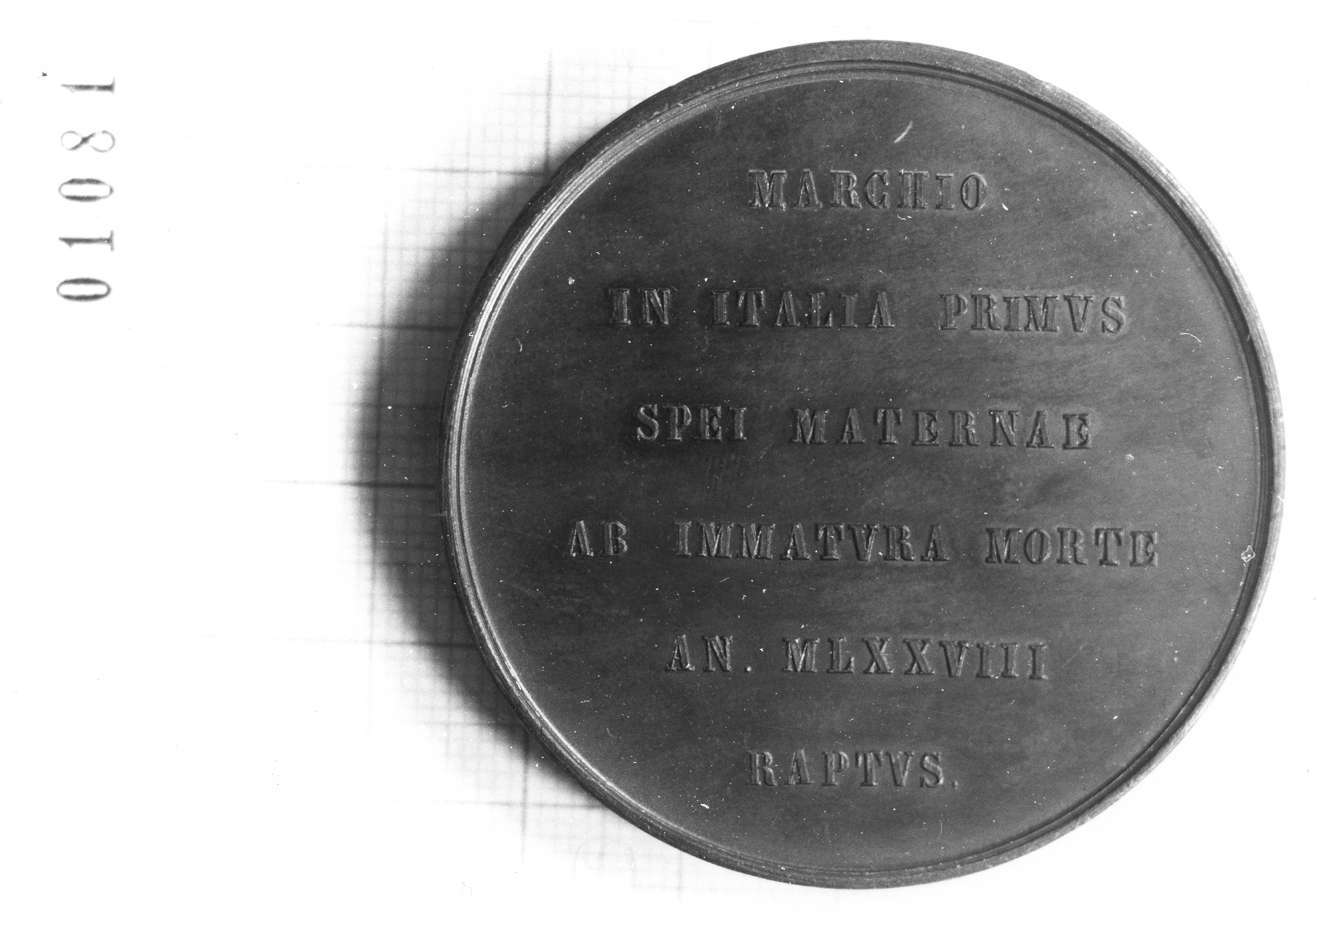 01081
MARCHIO
IN ITALIA PRIMVS
SPEI MATERNAE
AB IMMATVRA MORTE
AN. MLXXVIII
RAPTVS.